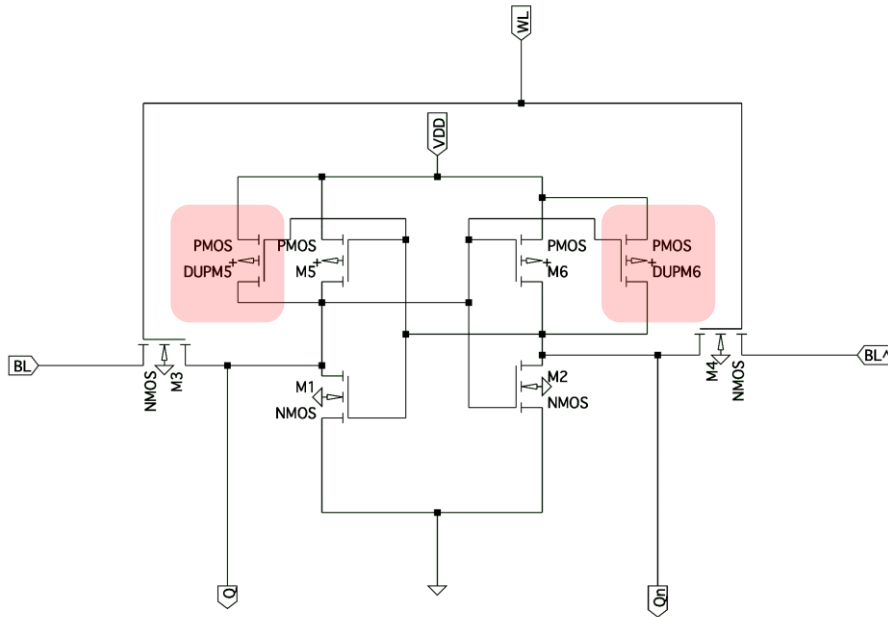 WL
VDD
PMOS
DUPM5
PMOS
M5
PMOS
M6
PMOS
DUPM6
BL
NMOS
M3
M1
NMOS
M2
NMOS
M4
NMOS
BL^
Q
Qn